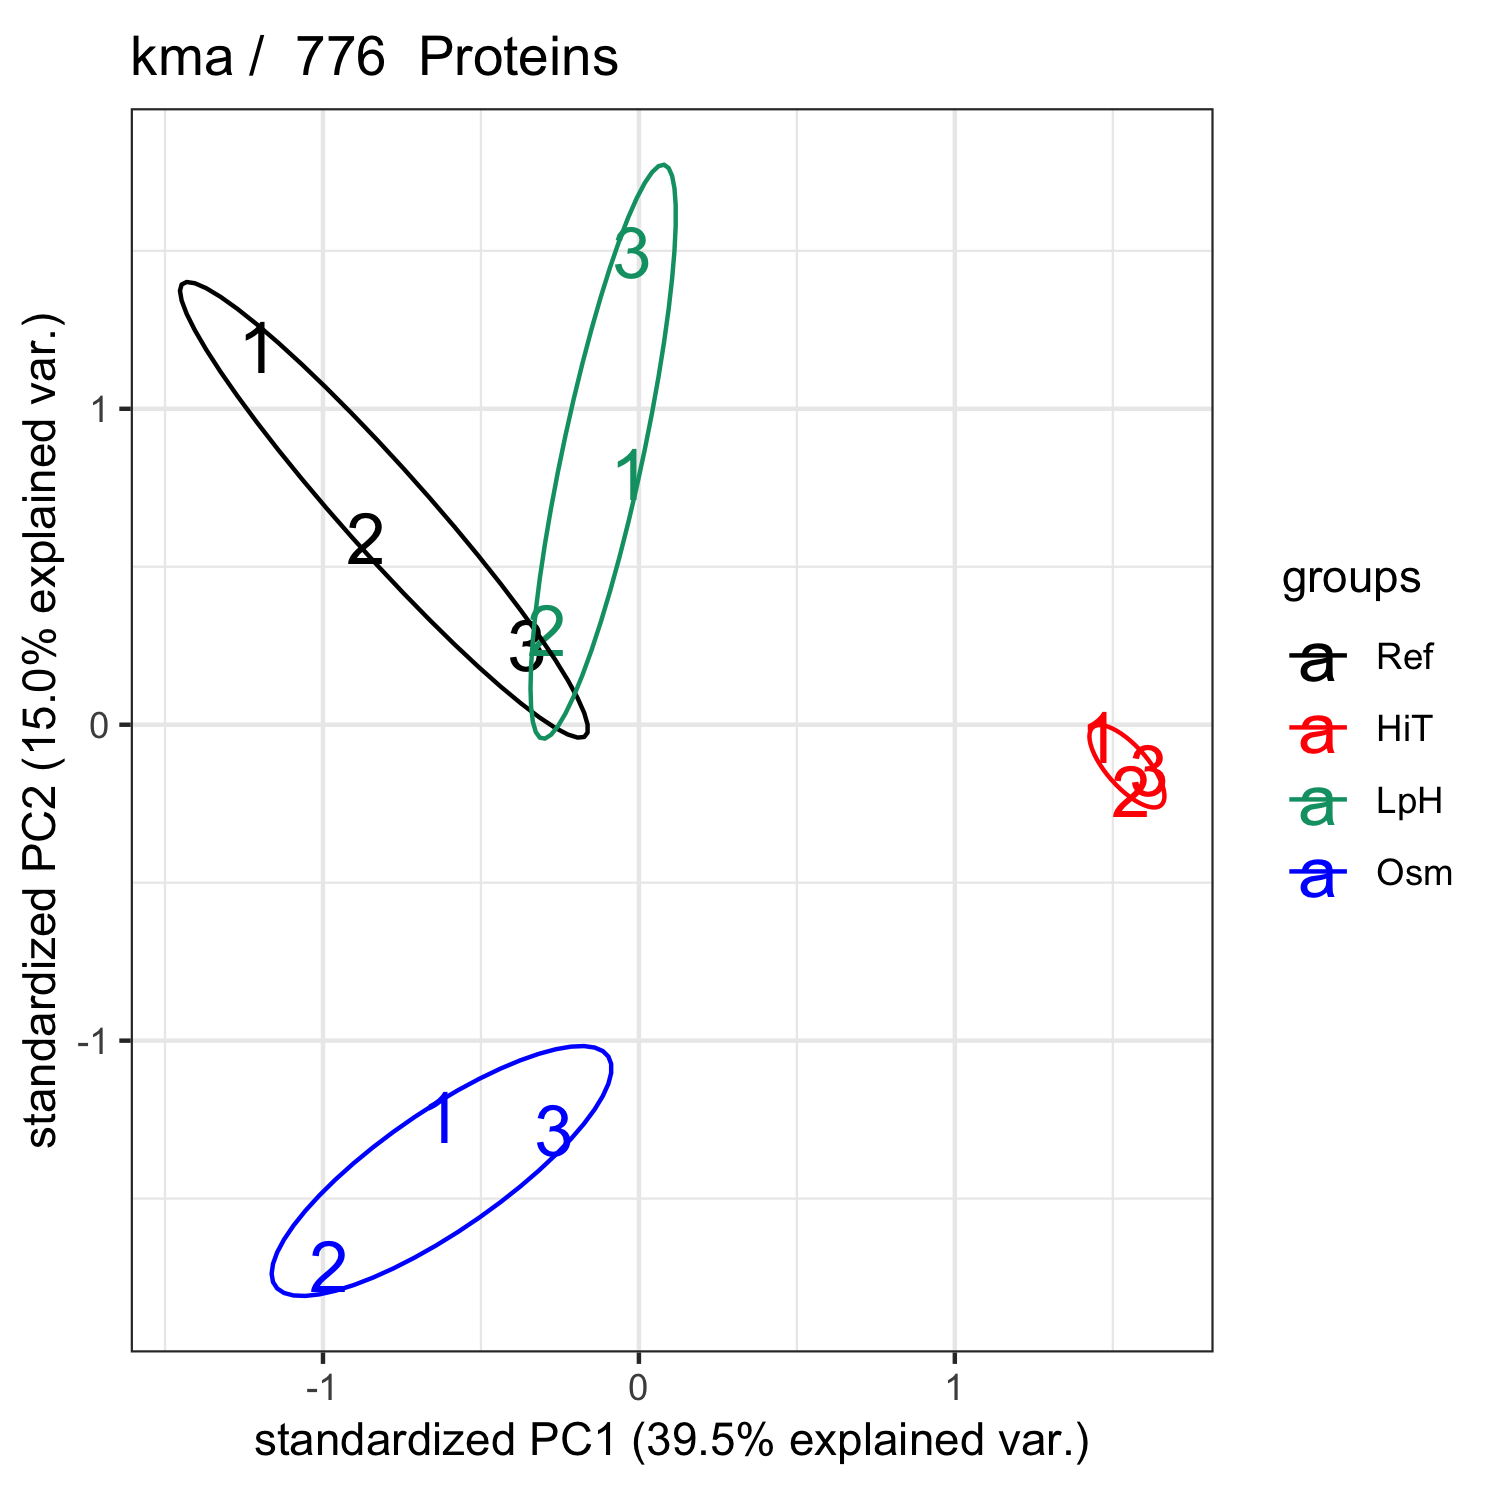 kma /  776  Proteins
standardized PC2 (15.0% explained var.)
1
0
-1
1
2
3
3
1
2
1
3
2
1
3
2
-1
0
1
standardized PC1 (39.5% explained var.)
groups
a Ref
a HiT
a LpH
a Osm